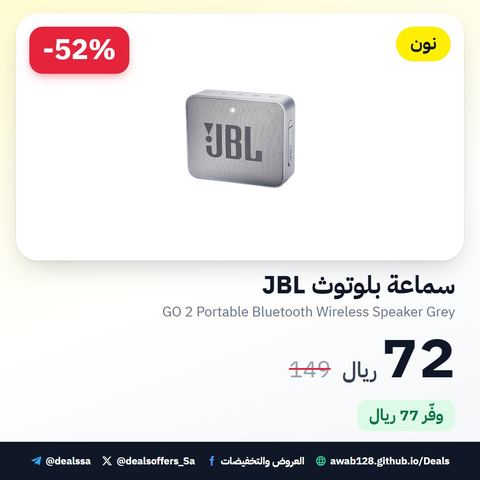 -52%
نون
JBL
سماعة بلوتوث JBL
GO 2 Portable Bluetooth Wireless Speaker Grey
72 ريال 149
وفّر 77 ريال
@dealssa @dealsoffers_Sa العروض والتخفيضات awab128.github.io/Deals